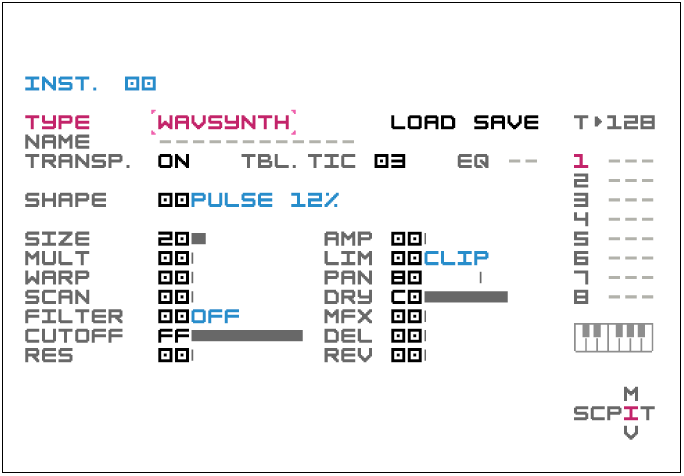 INST. 00
TYPE WAVSYNTH LOAD SAVE T▸128
NAME --------------
TRANSP. ON TBL. TIC 03 EQ -- 1 ---
2 ---
SHAPE 00PULSE 12% 3 ---
4 ---
SIZE 20 AMP 00 5 ---
MULT 00 LIM 00CLIP 6 ---
WARP 00 PAN 80 7 ---
SCAN 00 DRY C0 8 ---
FILTER 00OFF MFX 00
CUTOFF FF DEL 00
RES 00 REV 00
M
SCPIT
V